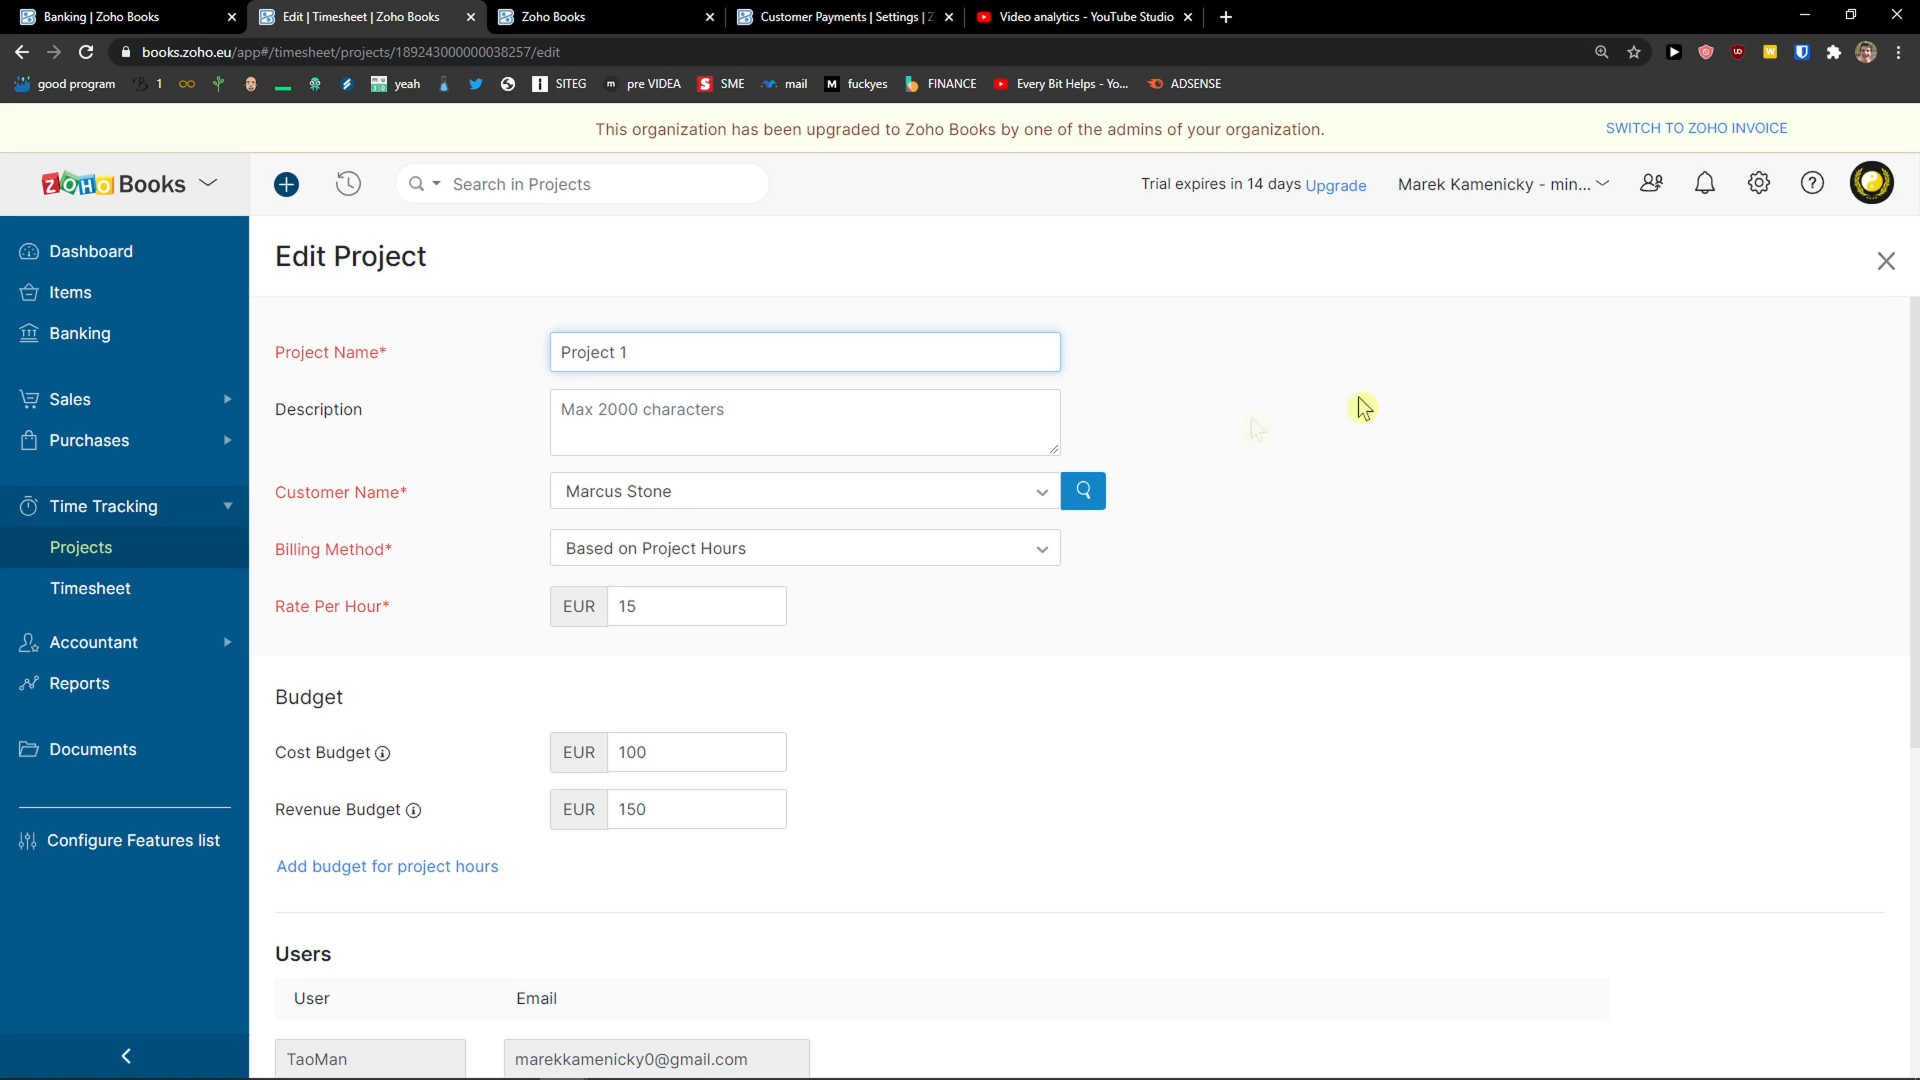 Banking | Zoho Books
Edit | Timesheet | Zoho Books
Zoho Books
Customer Payments | Settings | Z
Video analytics - YouTube Studio
books.zoho.eu/app#/timesheet/projects/189243000000038257/edit
good program
1
yeah
SITEG
pre VIDEA
SME
mail
fuckyes
FINANCE
Every Bit Helps - Yo...
ADSENSE
This organization has been upgraded to Zoho Books by one of the admins of your organization.
SWITCH TO ZOHO INVOICE
ZOHO Books
Search in Projects
Trial expires in 14 days Upgrade
Marek Kamenicky - min...
Dashboard
Items
Banking
Sales
Purchases
Time Tracking
Projects
Timesheet
Accountant
Reports
Documents
Configure Features list
Edit Project
Project Name*
Project 1
Description
Max 2000 characters
Customer Name*
Marcus Stone
Billing Method*
Based on Project Hours
Rate Per Hour*
EUR 15
Budget
Cost Budget
EUR 100
Revenue Budget
EUR 150
Add budget for project hours
Users
User
Email
TaoMan
marekkamenicky0@gmail.com